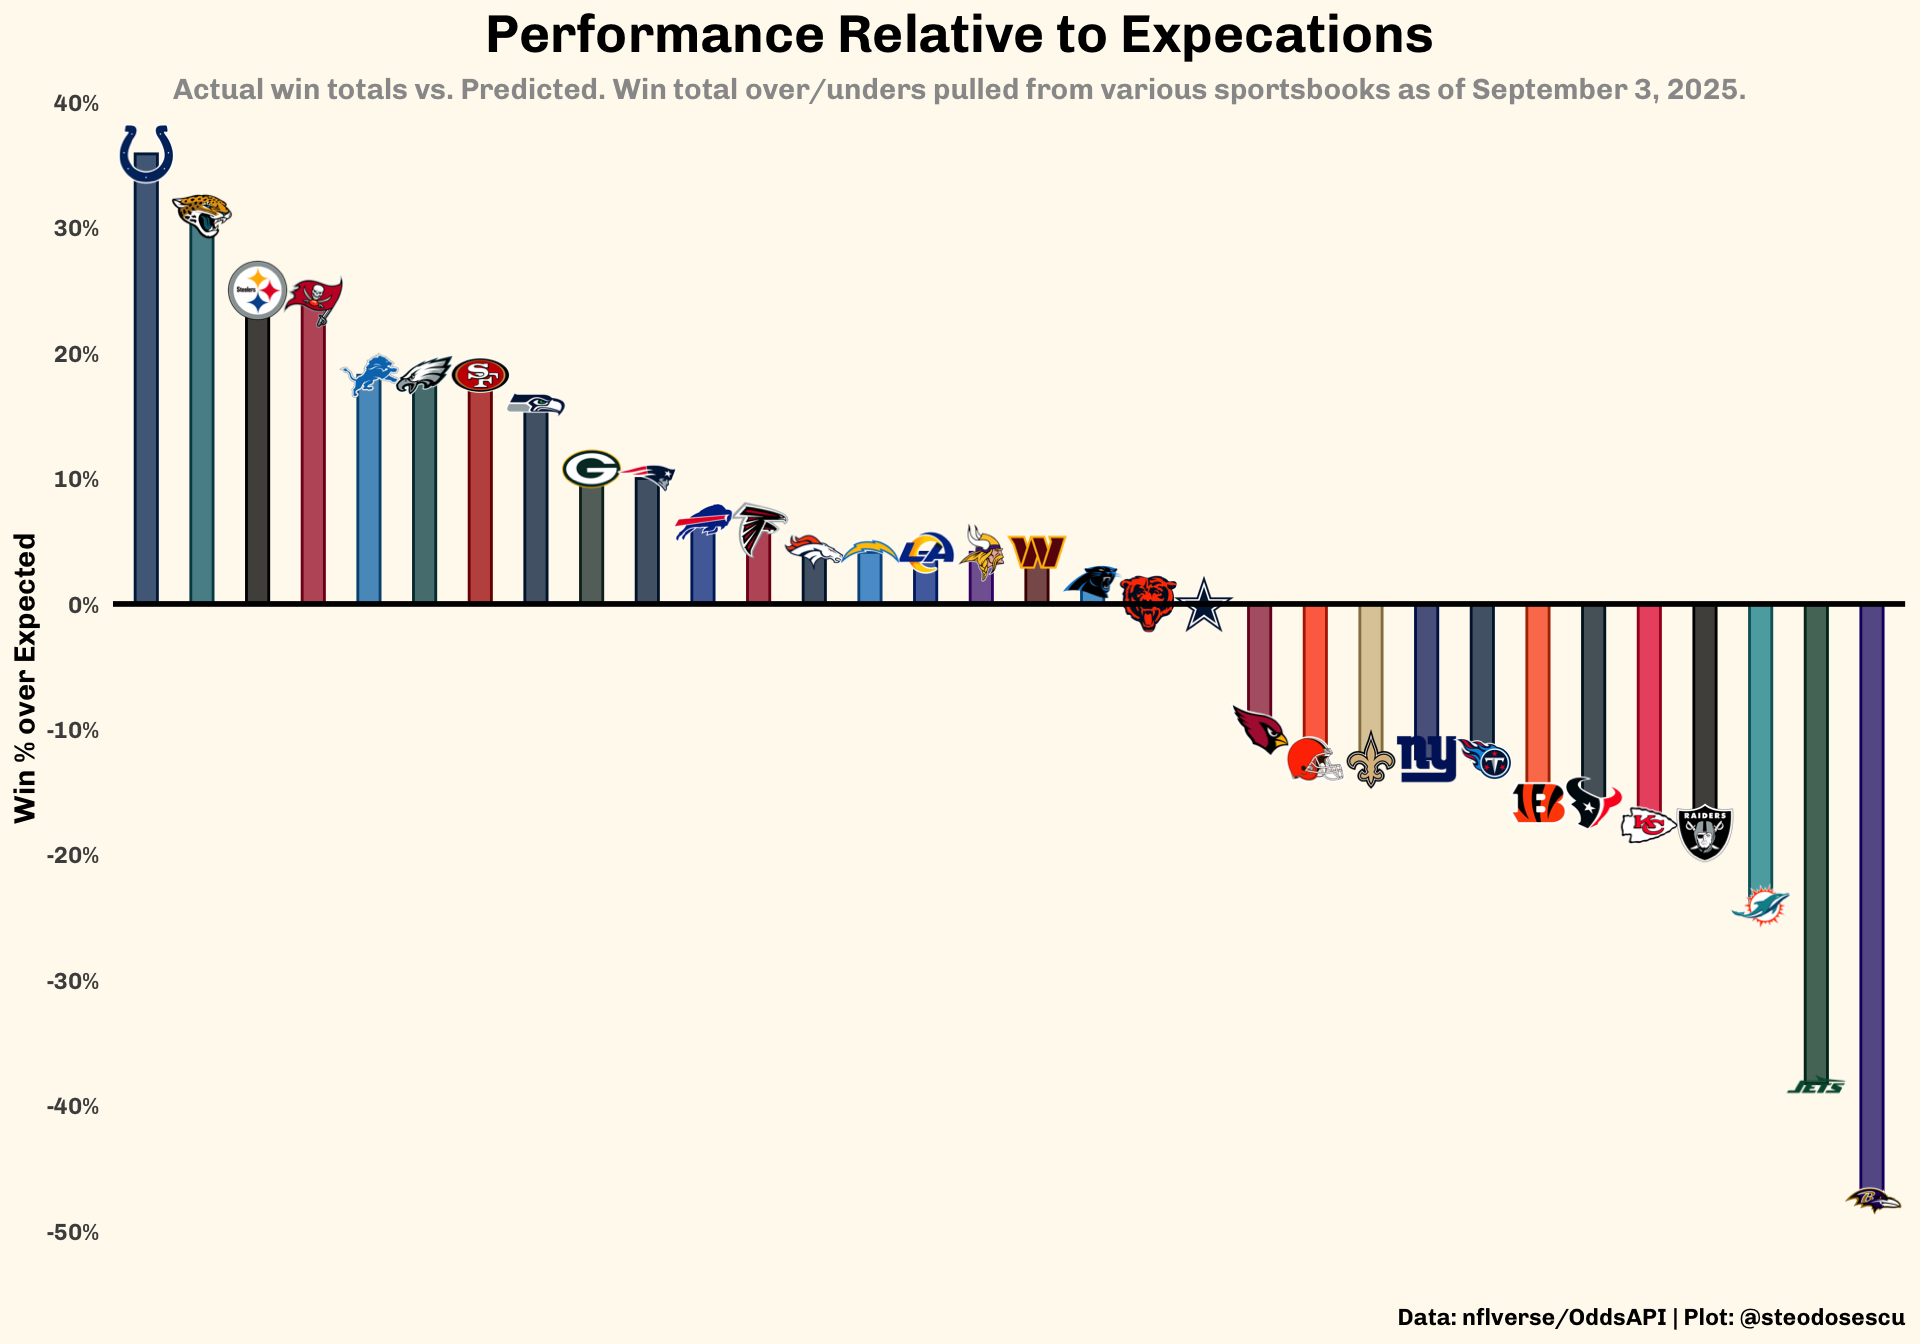 Performance Relative to Expecations
Actual win totals vs. Predicted. Win total over/unders pulled from various sportsbooks as of September 3, 2025.
40%
30%
20%
10%
0%
-10%
-20%
-30%
-40%
-50%
Win % over Expected
Steelers
SF
G
LA
W
ny
T
B
KC
RAIDERS
JETS
B
Data: nflverse/OddsAPI | Plot: @steodosescu